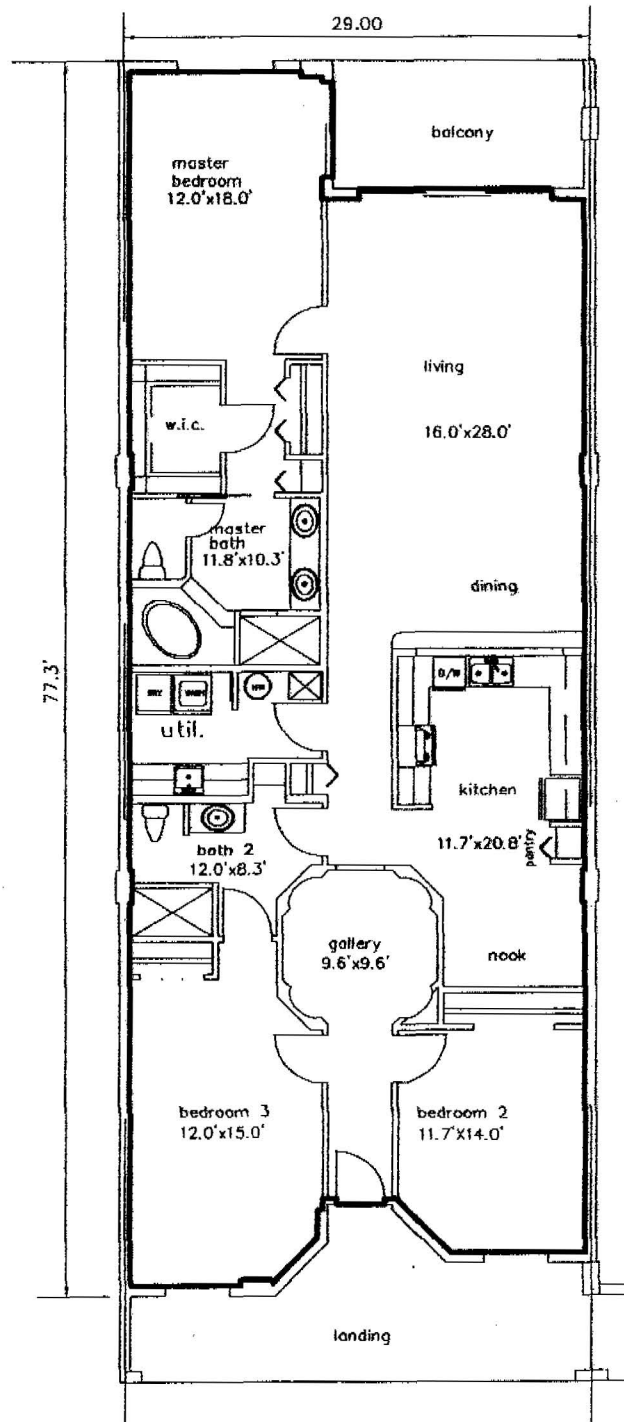 29.00
balcony
master
bedroom
12.0'x18.0'
living
16.0'x28.0'
w.i.c.
master
bath
11.8'x10.3'
dining
77.3'
D/W
DRY
WASH
HW
util.
kitchen
11.7'x20.8'
pantry
bath 2
12.0'x8.3'
gallery
9.6'x9.6'
nook
bedroom 3
12.0'x15.0'
bedroom 2
11.7'X14.0'
landing